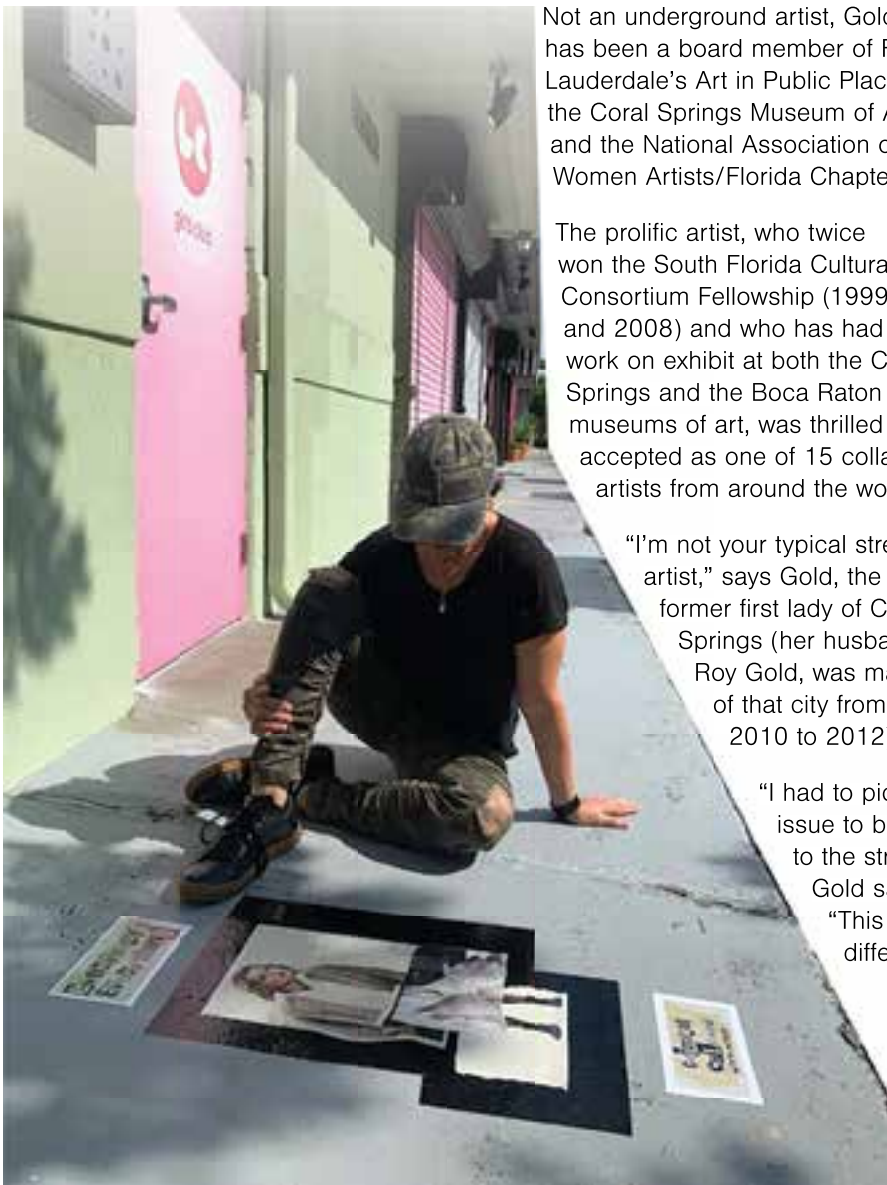 Not an underground artist, Gold
has been a board member of F
Lauderdale’s Art in Public Plac
the Coral Springs Museum of A
and the National Association o
Women Artists/Florida Chapte
The prolific artist, who twice
won the South Florida Cultura
Consortium Fellowship (1999
and 2008) and who has had
work on exhibit at both the C
Springs and the Boca Raton
museums of art, was thrilled
accepted as one of 15 colla
artists from around the wo
“I’m not your typical stre
artist,” says Gold, the
former first lady of C
Springs (her husba
Roy Gold, was ma
of that city from
2010 to 2012
“I had to pic
issue to b
to the str
Gold sa
“This
diffe